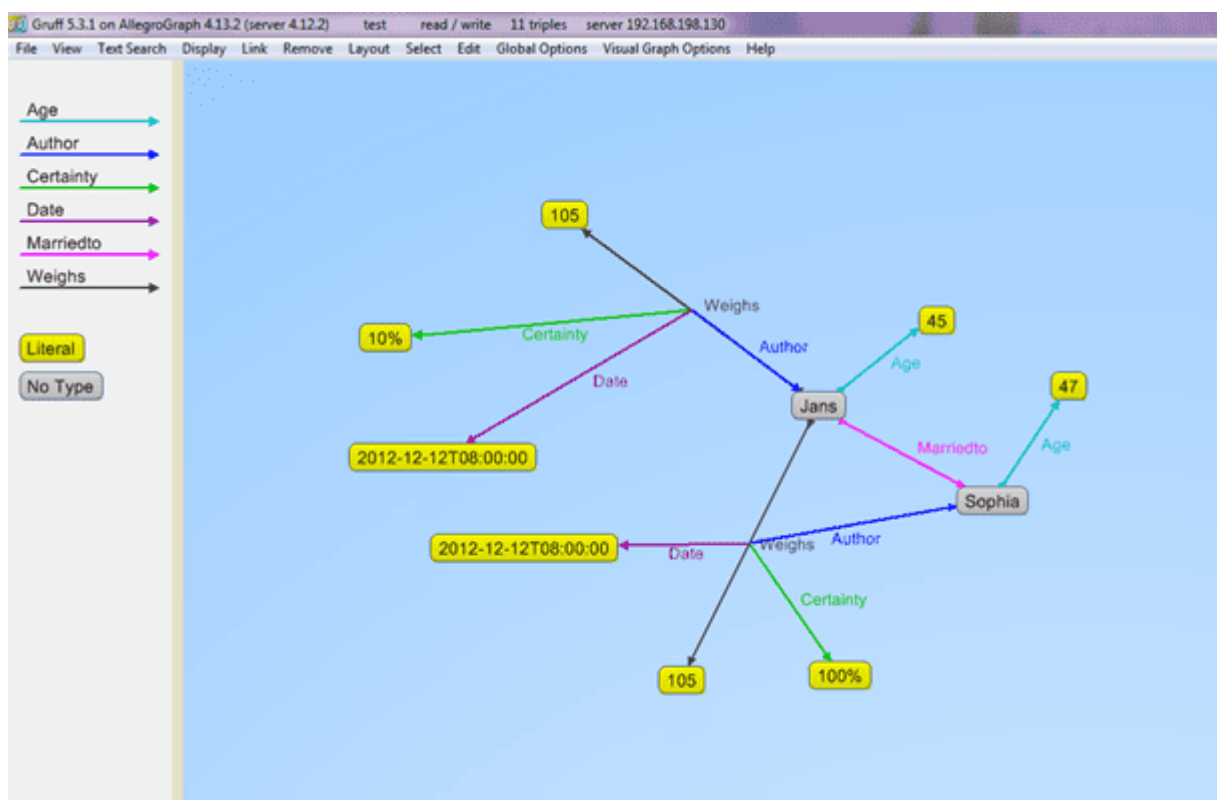 Gruff 5.3.1 on AllegroGraph 4.13.2 (server 4.12.2) test read / write 11 triples server 192.168.198.130
File View Text Search Display Link Remove Layout Select Edit Global Options Visual Graph Options Help
Age
Author
Certainty
Date
Marriedto
Weighs
Literal
No Type
105
Weighs
10%
Certainty
Author
45
Age
Date
47
Jans
2012-12-12T08:00:00
Marriedto
Age
Sophia
2012-12-12T08:00:00
Date
Weighs
Author
Certainty
105
100%